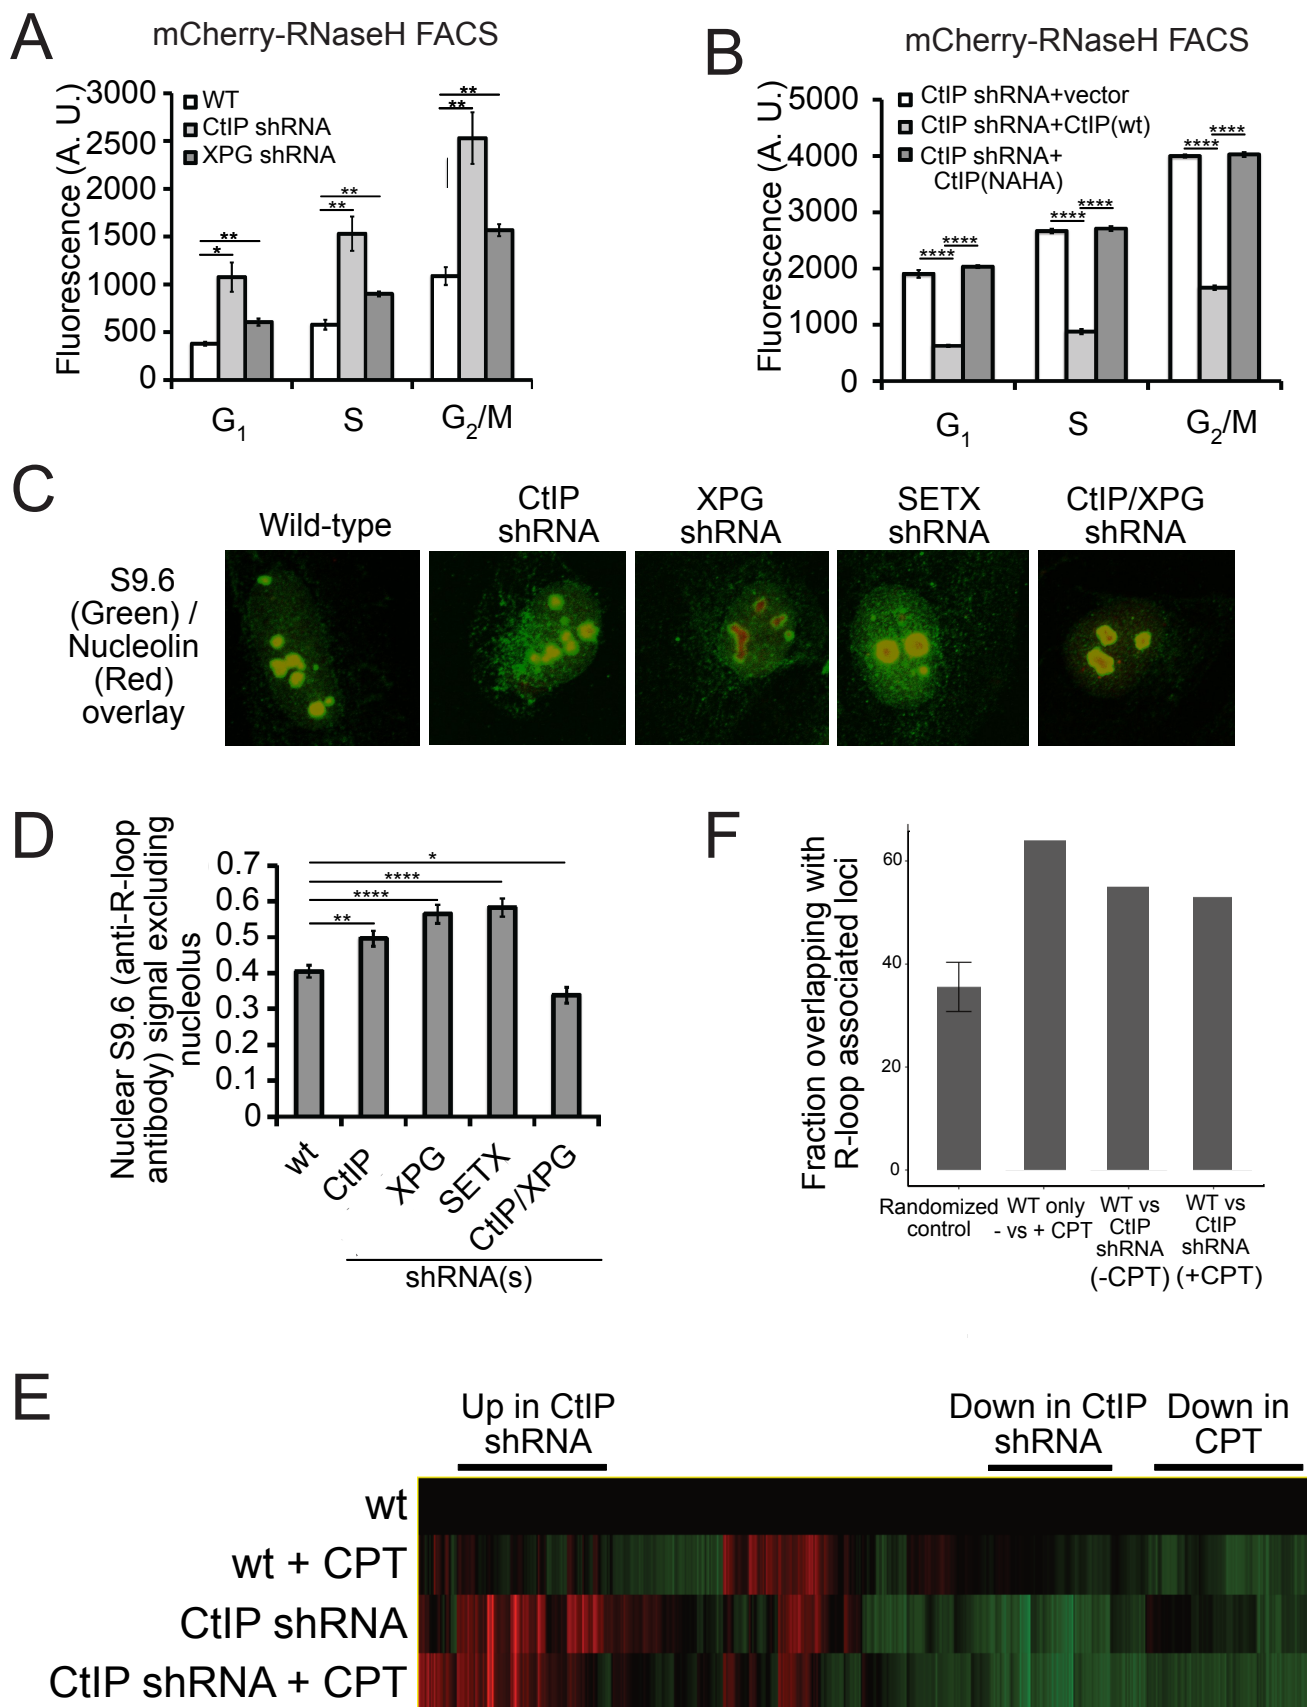 A
mCherry-RNaseH FACS
Fluorescence (A. U.)
3000
2500
2000
1500
1000
500
0
WT
CtIP shRNA
XPG shRNA
**
**
**
**
**
*
G1
S
G2/M
B
mCherry-RNaseH FACS
Fluorescence (A. U.)
5000
4000
3000
2000
1000
0
CtIP shRNA+vector
CtIP shRNA+CtIP(wt)
CtIP shRNA+
CtIP(NAHA)
****
****
****
****
****
****
G1
S
G2/M
C
Wild-type
CtIP
shRNA
XPG
shRNA
SETX
shRNA
CtIP/XPG
shRNA
S9.6
(Green) /
Nucleolin
(Red)
overlay
D
Nuclear S9.6 (anti-R-loop
antibody) signal excluding
nucleolus
0.7
0.6
0.5
0.4
0.3
0.2
0.1
0
*
****
****
**
wt
CtIP
XPG
SETX
CtIP/XPG
shRNA(s)
F
Fraction overlapping with
R-loop associated loci
60
40
20
0
Randomized
control
WT only
- vs + CPT
WT vs
CtIP
shRNA
(-CPT)
WT vs
CtIP
shRNA
(+CPT)
E
Up in CtIP
shRNA
Down in CtIP
shRNA
Down in
CPT
wt
wt + CPT
CtIP shRNA
CtIP shRNA + CPT